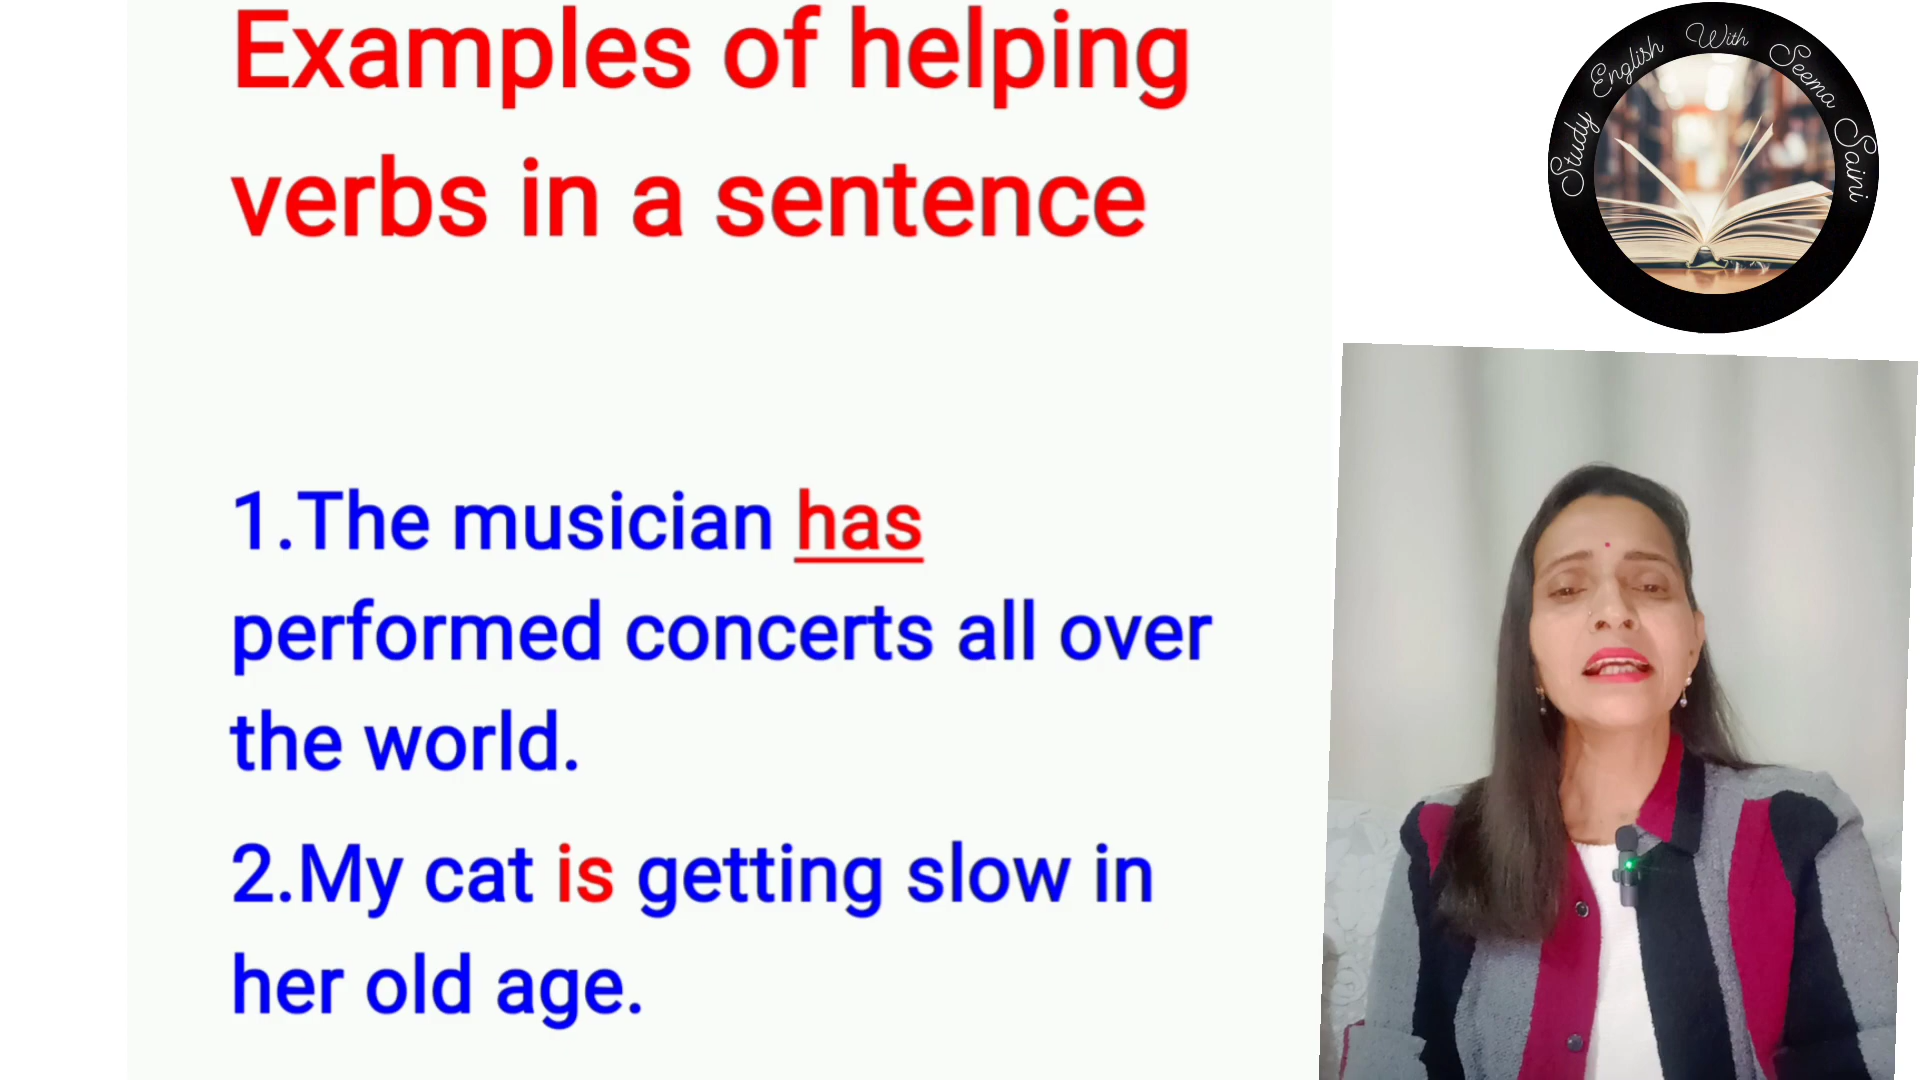 Examples of helping
verbs in a sentence
1.The musician has
performed concerts all over
the world.
2.My cat is getting slow in
her old age.
Study English With Seema Saini